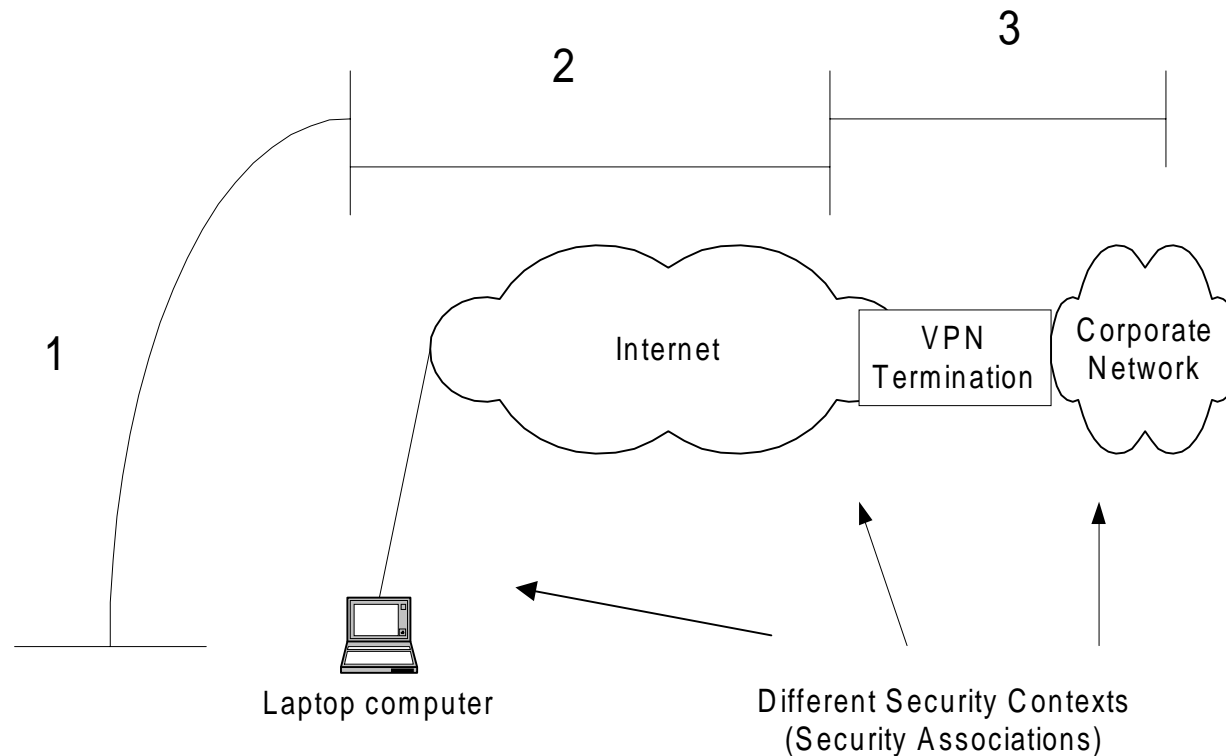 3
2
1
Internet
VPN
Termination
Corporate
Network
Laptop computer
Different Security Contexts
(Security Associations)